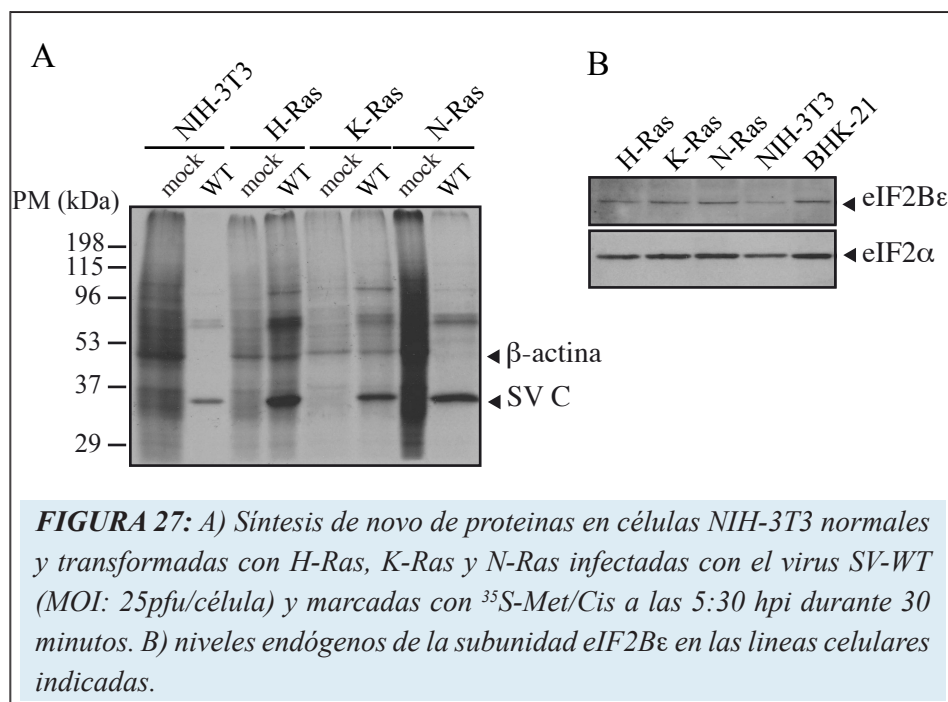 A
B
NIH-3T3
H-Ras
K-Ras
N-Ras
mock
WT
mock
WT
mock
WT
mock
WT
PM (kDa)
198
115
96
53
37
29
β-actina
SV C
H-Ras
K-Ras
N-Ras
NIH-3T3
BHK-21
eIF2Bε
eIF2α
FIGURA 27: A) Síntesis de novo de proteinas en células NIH-3T3 normales
y transformadas con H-Ras, K-Ras y N-Ras infectadas con el virus SV-WT
(MOI: 25pfu/célula) y marcadas con ³⁵S-Met/Cis a las 5:30 hpi durante 30
minutos. B) niveles endógenos de la subunidad eIF2Bε en las lineas celulares
indicadas.